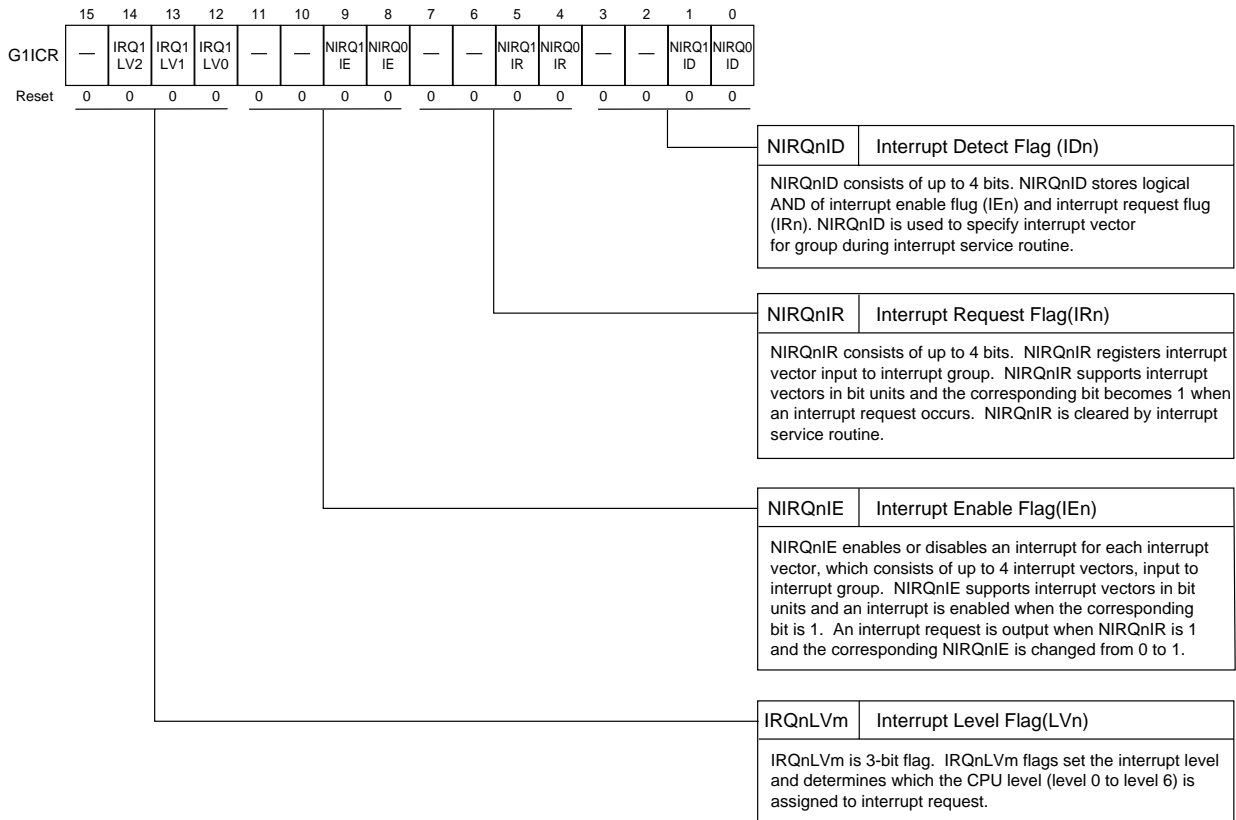 15 14 13 12 11 10 9 8 7 6 5 4 3 2 1 0
G1ICR — IRQ1 LV2 IRQ1 LV1 IRQ1 LV0 — — NIRQ1 IE NIRQ0 IE — — NIRQ1 IR NIRQ0 IR — — NIRQ1 ID NIRQ0 ID
Reset 0 0 0 0 0 0 0 0 0 0 0 0 0 0 0 0
NIRQnID Interrupt Detect Flag (IDn)
NIRQnID consists of up to 4 bits. NIRQnID stores logical
AND of interrupt enable flug (IEn) and interrupt request flug
(IRn). NIRQnID is used to specify interrupt vector
for group during interrupt service routine.
NIRQnIR Interrupt Request Flag(IRn)
NIRQnIR consists of up to 4 bits. NIRQnIR registers interrupt
vector input to interrupt group. NIRQnIR supports interrupt
vectors in bit units and the corresponding bit becomes 1 when
an interrupt request occurs. NIRQnIR is cleared by interrupt
service routine.
NIRQnIE Interrupt Enable Flag(IEn)
NIRQnIE enables or disables an interrupt for each interrupt
vector, which consists of up to 4 interrupt vectors, input to
interrupt group. NIRQnIE supports interrupt vectors in bit
units and an interrupt is enabled when the corresponding
bit is 1. An interrupt request is output when NIRQnIR is 1
and the corresponding NIRQnIE is changed from 0 to 1.
IRQnLVm Interrupt Level Flag(LVn)
IRQnLVm is 3-bit flag. IRQnLVm flags set the interrupt level
and determines which the CPU level (level 0 to level 6) is
assigned to interrupt request.